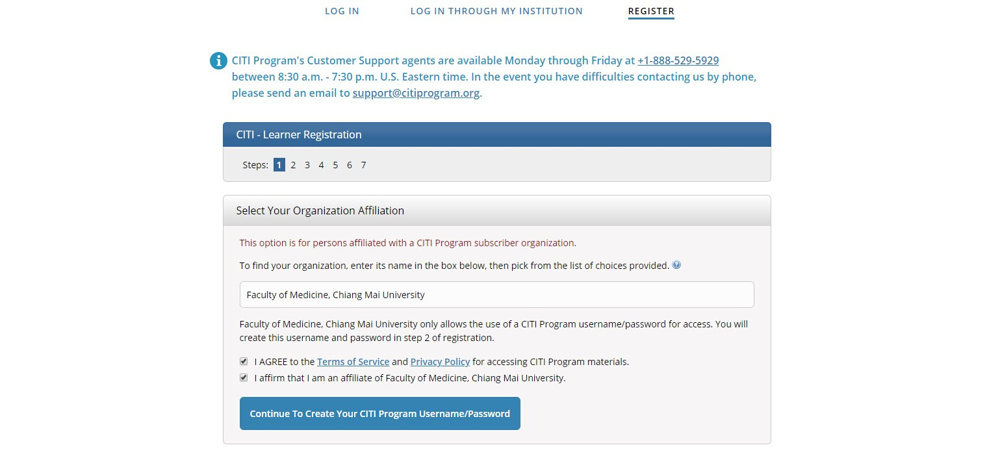 LOG IN LOG IN THROUGH MY INSTITUTION REGISTER
CITI Program's Customer Support agents are available Monday through Friday at +1-888-529-5929
between 8:30 a.m. - 7:30 p.m. U.S. Eastern time. In the event you have difficulties contacting us by phone,
please send an email to support@citiprogram.org.
CITI - Learner Registration
Steps: 1 2 3 4 5 6 7
Select Your Organization Affiliation
This option is for persons affiliated with a CITI Program subscriber organization.
To find your organization, enter its name in the box below, then pick from the list of choices provided.
Faculty of Medicine, Chiang Mai University
Faculty of Medicine, Chiang Mai University only allows the use of a CITI Program username/password for access. You will
create this username and password in step 2 of registration.
I AGREE to the Terms of Service and Privacy Policy for accessing CITI Program materials.
I affirm that I am an affiliate of Faculty of Medicine, Chiang Mai University.
Continue To Create Your CITI Program Username/Password